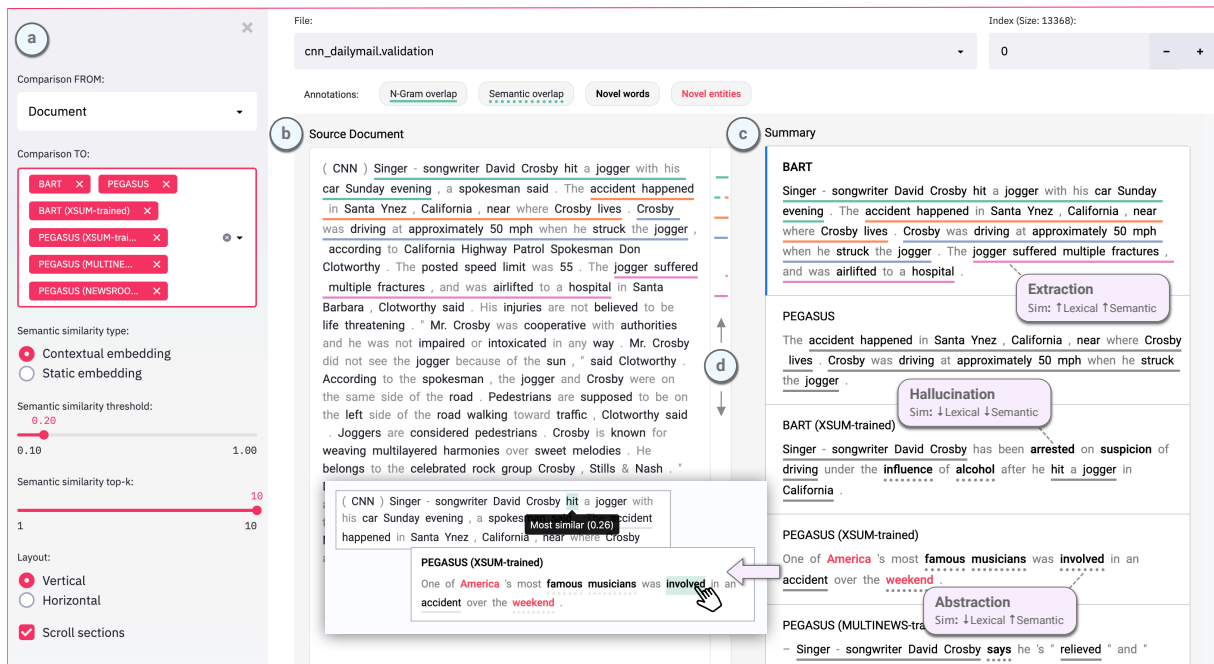 a
Comparison FROM:
Document
Comparison TO:
BART ×
PEGASUS ×
BART (XSUM-trained) ×
PEGASUS (XSUM-trai... ×
PEGASUS (MULTINE... ×
PEGASUS (NEWSROO... ×
Semantic similarity type:
Contextual embedding
Static embedding
Semantic similarity threshold:
0.20
0.10 1.00
Semantic similarity top-k:
10
1 10
Layout:
Vertical
Horizontal
Scroll sections
File:
cnn_dailymail.validation
Index (Size: 13368):
0 - +
Annotations: N-Gram overlap Semantic overlap Novel words Novel entities
b Source Document
( CNN ) Singer - songwriter David Crosby hit a jogger with his
car Sunday evening , a spokesman said . The accident happened
in Santa Ynez , California , near where Crosby lives . Crosby
was driving at approximately 50 mph when he struck the jogger ,
according to California Highway Patrol Spokesman Don
Clotworthy . The posted speed limit was 55 . The jogger suffered
multiple fractures , and was airlifted to a hospital in Santa
Barbara , Clotworthy said . His injuries are not believed to be
life threatening . " Mr. Crosby was cooperative with authorities
and he was not impaired or intoxicated in any way . Mr. Crosby
did not see the jogger because of the sun , " said Clotworthy .
According to the spokesman , the jogger and Crosby were on
the same side of the road . Pedestrians are supposed to be on
the left side of the road walking toward traffic , Clotworthy said
. Joggers are considered pedestrians . Crosby is known for
weaving multilayered harmonies over sweet melodies . He
belongs to the celebrated rock group Crosby , Stills & Nash . "
( CNN ) Singer - songwriter David Crosby hit a jogger with
his car Sunday evening , a spokes accident
Most similar (0.26)
happened in Santa Ynez , California , near where Crosby
PEGASUS (XSUM-trained)
One of America 's most famous musicians was involved in an
accident over the weekend .
d
c Summary
BART
Singer - songwriter David Crosby hit a jogger with his car Sunday
evening . The accident happened in Santa Ynez , California , near
where Crosby lives . Crosby was driving at approximately 50 mph
when he struck the jogger . The jogger suffered multiple fractures ,
and was airlifted to a hospital .
Extraction
Sim: ↑Lexical ↑Semantic
PEGASUS
The accident happened in Santa Ynez , California , near where Crosby
lives . Crosby was driving at approximately 50 mph when he struck
the jogger .
Hallucination
Sim: ↓Lexical ↓Semantic
BART (XSUM-trained)
Singer - songwriter David Crosby has been arrested on suspicion of
driving under the influence of alcohol after he hit a jogger in
California .
PEGASUS (XSUM-trained)
One of America 's most famous musicians was involved in an
accident over the weekend .
Abstraction
Sim: ↓Lexical ↑Semantic
PEGASUS (MULTINEWS-tra
– Singer - songwriter David Crosby says he 's " relieved " and "